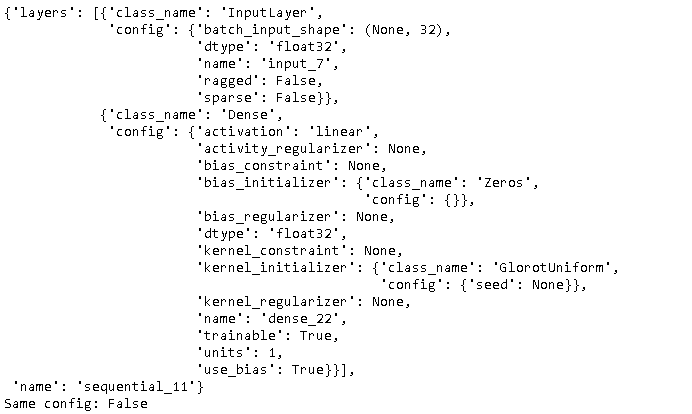 {'layers': [{'class_name': 'InputLayer',
'config': {'batch_input_shape': (None, 32),
'dtype': 'float32',
'name': 'input_7',
'ragged': False,
'sparse': False}},
{'class_name': 'Dense',
'config': {'activation': 'linear',
'activity_regularizer': None,
'bias_constraint': None,
'bias_initializer': {'class_name': 'Zeros',
'config': {}},
'bias_regularizer': None,
'dtype': 'float32',
'kernel_constraint': None,
'kernel_initializer': {'class_name': 'GlorotUniform',
'config': {'seed': None}},
'kernel_regularizer': None,
'name': 'dense_22',
'trainable': True,
'units': 1,
'use_bias': True}}],
'name': 'sequential_11'}
Same config: False